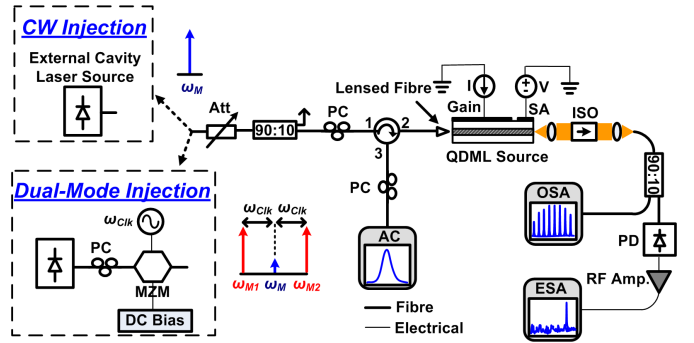 CW Injection
External Cavity
Laser Source
ωM
Att
90:10
PC
1
2
3
Lensed Fibre
I
Gain
V
SA
ISO
QDML Source
90:10
PC
OSA
PD
AC
RF Amp.
ESA
Dual-Mode Injection
ωClk
PC
MZM
DC Bias
ωClk ωClk
ωM1 ωM ωM2
Fibre
Electrical